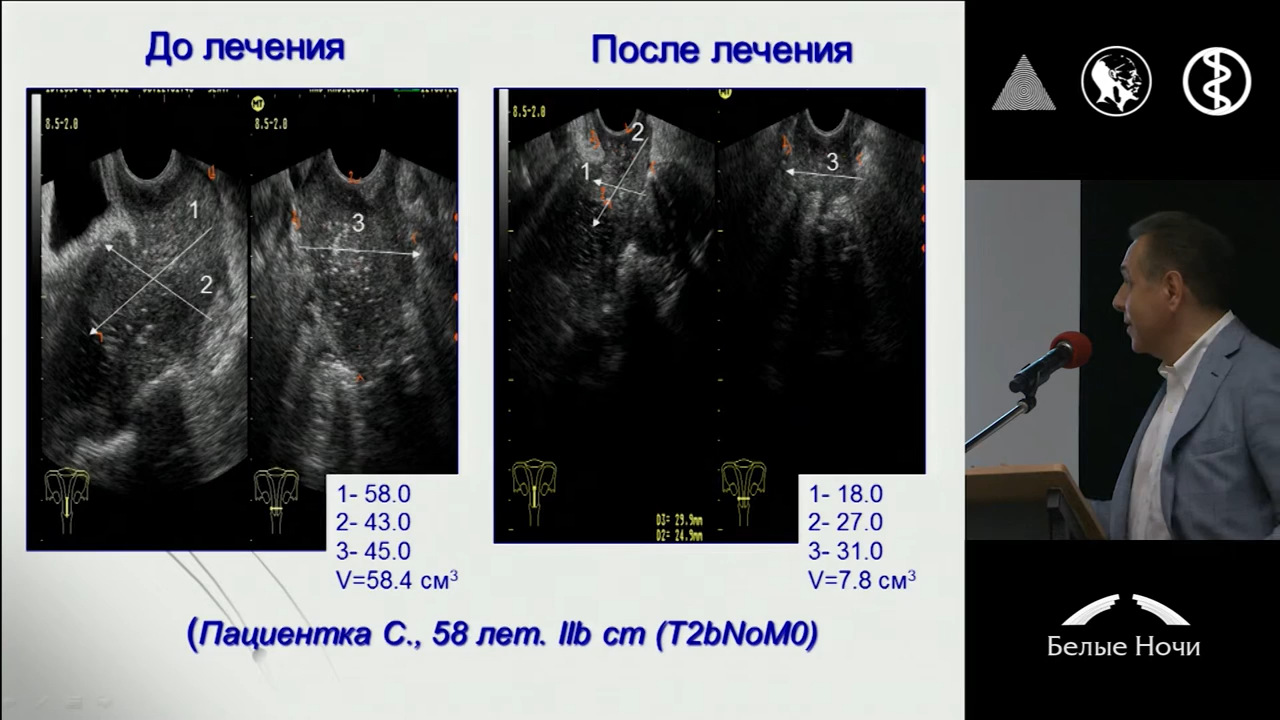 До лечения
После лечения
MT
8.5-2.0
8.5-2.0
1
2
3
1- 58.0
2- 43.0
3- 45.0
V=58.4 см³
MT
8.5-2.0
2
1
3
D3= 29.9mm
D2= 24.9mm
1- 18.0
2- 27.0
3- 31.0
V=7.8 см³
(Пациентка С., 58 лет. IIb ст (T2bNoM0)
Белые Ночи